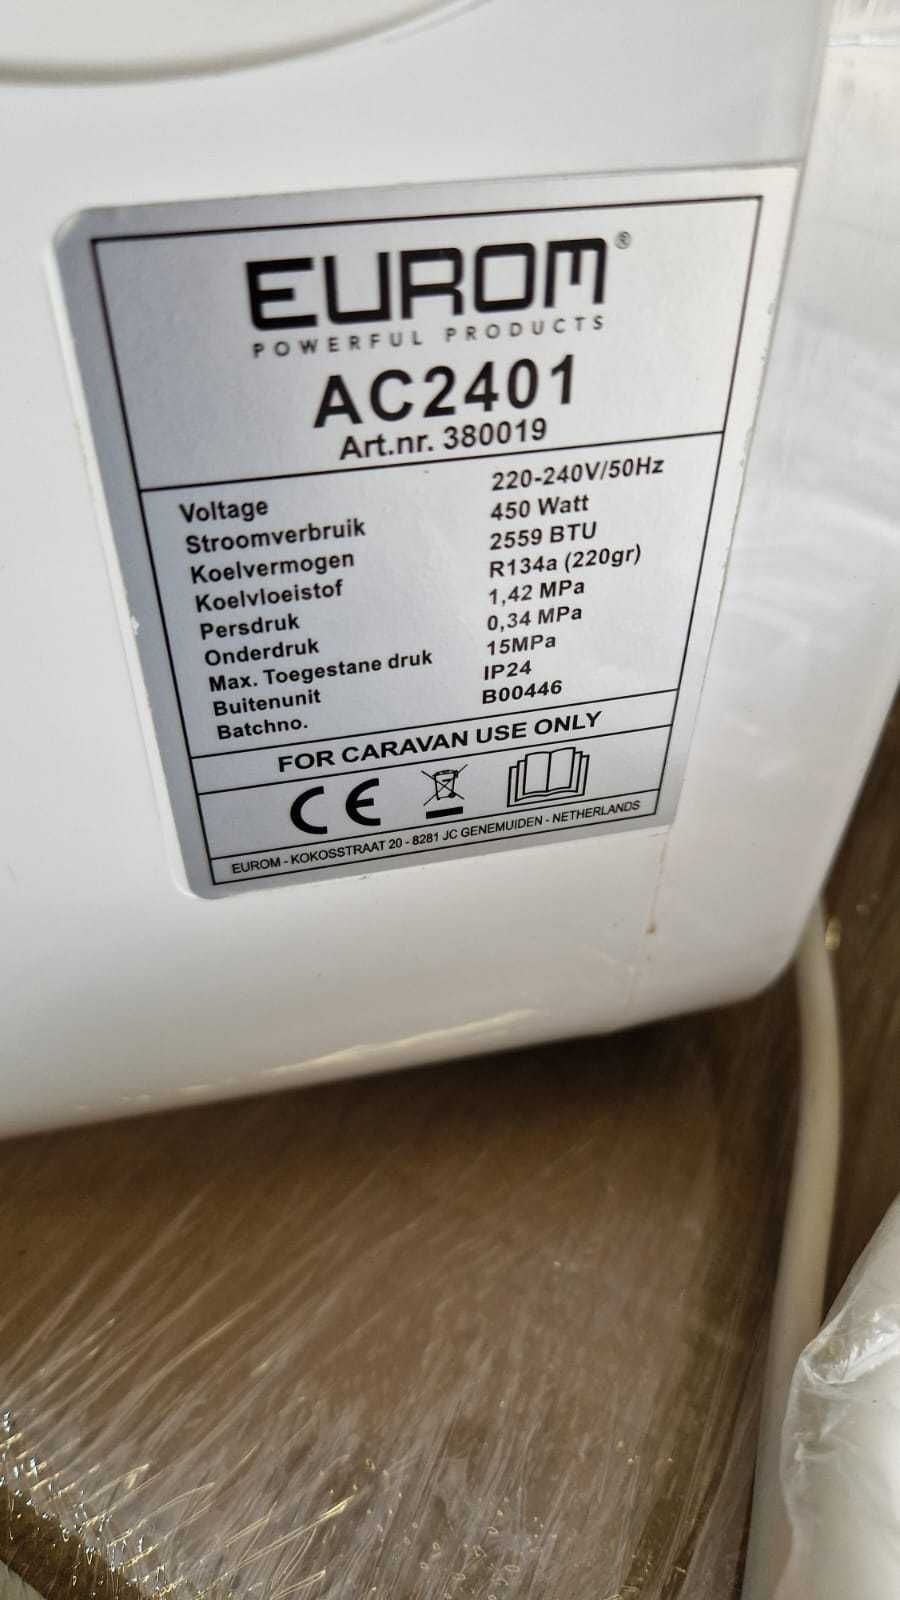 EUROM®
POWERFUL PRODUCTS
AC2401
Art.nr. 380019
Voltage 220-240V/50Hz
Stroomverbruik 450 Watt
Koelvermogen 2559 BTU
Koelvloeistof R134a (220gr)
Persdruk 1,42 MPa
Onderdruk 0,34 MPa
Max. Toegestane druk 15MPa
Buitenunit IP24
Batchno. B00446
FOR CARAVAN USE ONLY
CE
EUROM - KOKOSSTRAAT 20 - 8281 JC GENEMUIDEN - NETHERLANDS